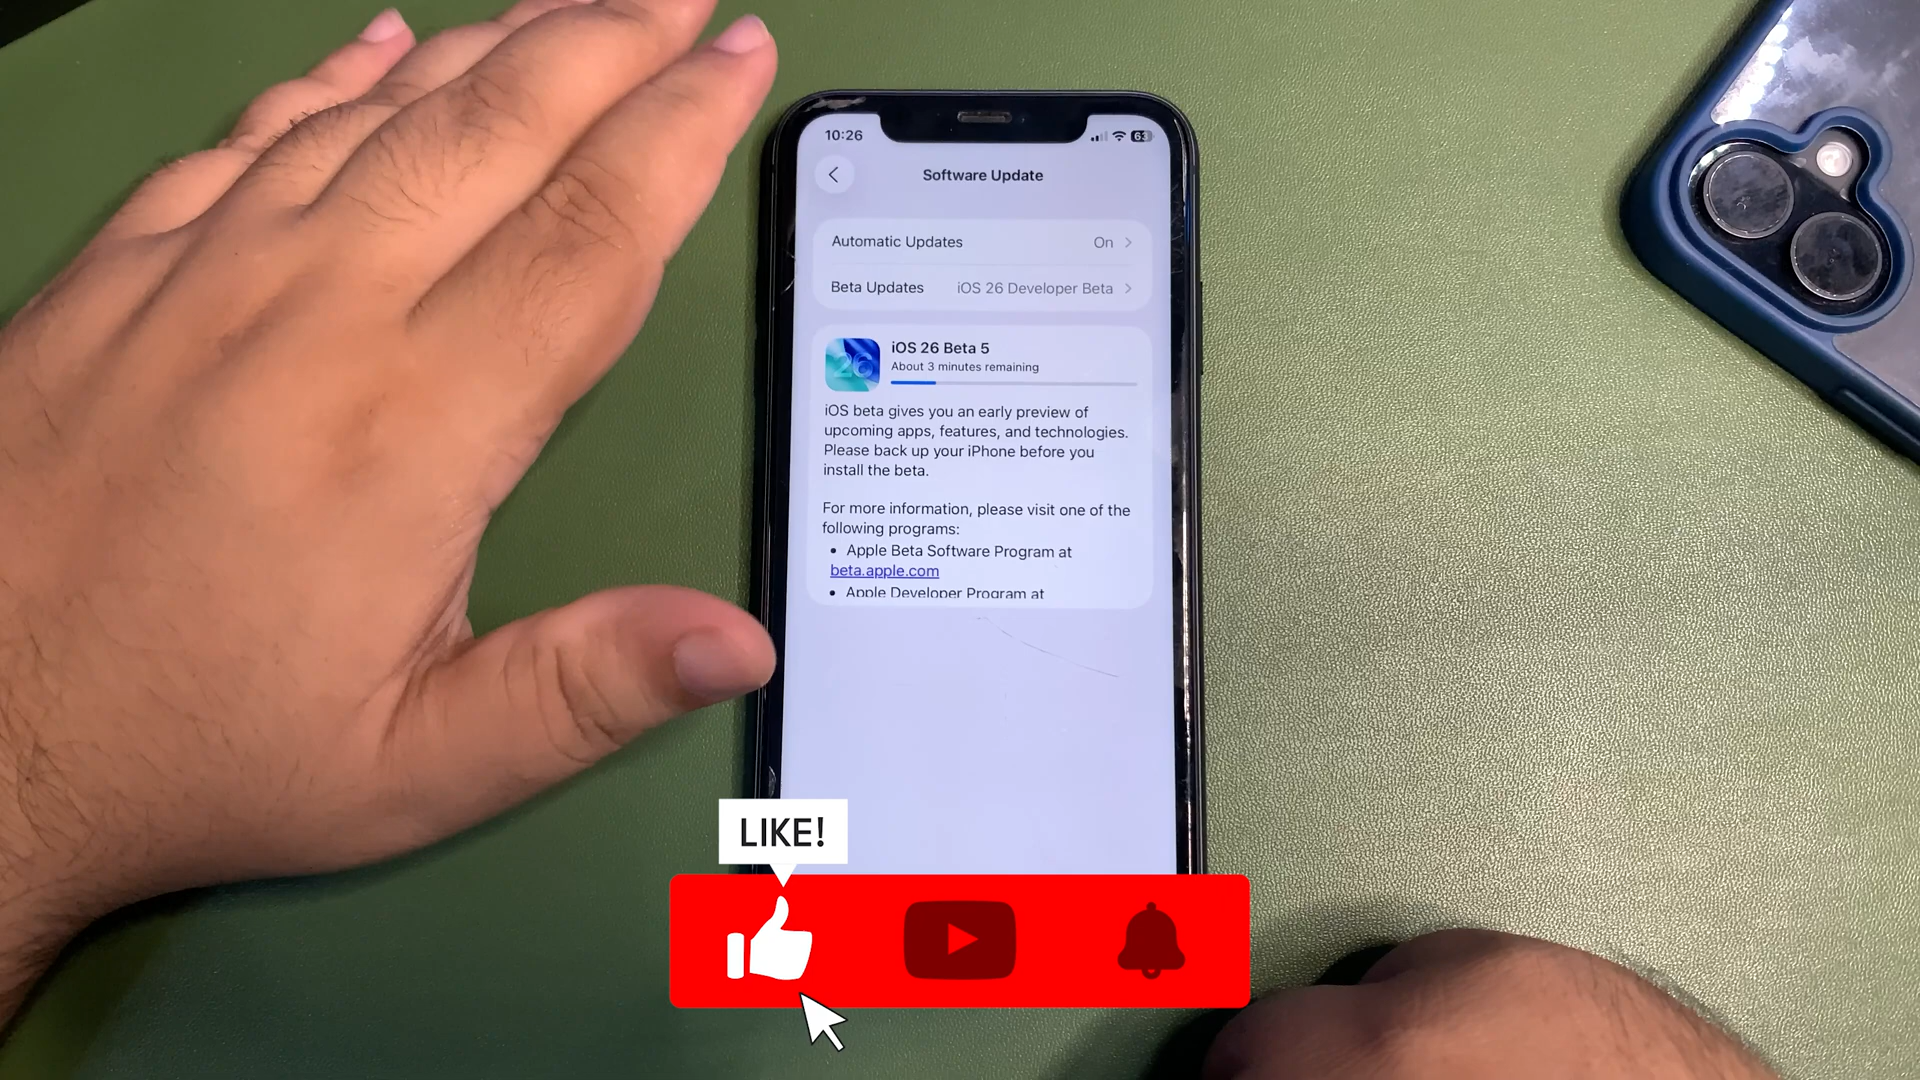 10:26
63
Software Update
Automatic Updates On
Beta Updates iOS 26 Developer Beta
26
iOS 26 Beta 5
About 3 minutes remaining
iOS beta gives you an early preview of
upcoming apps, features, and technologies.
Please back up your iPhone before you
install the beta.
For more information, please visit one of the
following programs:
• Apple Beta Software Program at
beta.apple.com
• Apple Developer Program at
LIKE!